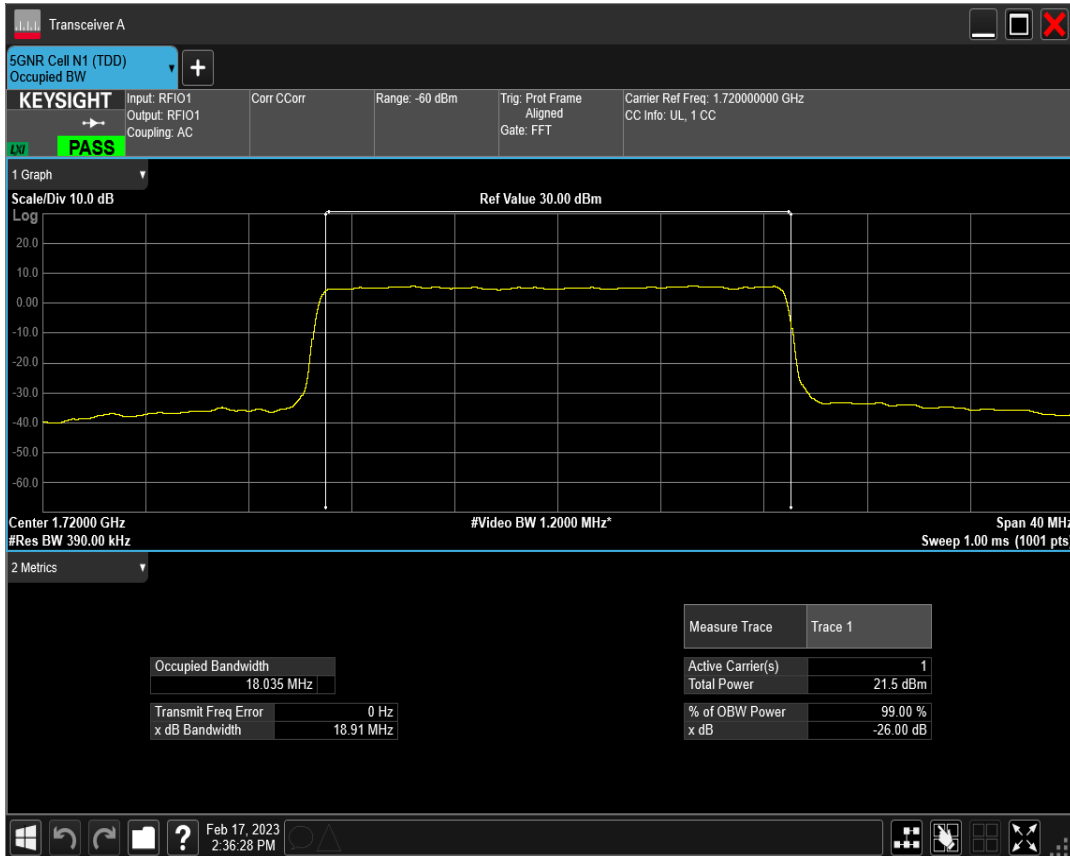 Transceiver A
5GNR Cell N1 (TDD)
Occupied BW
+
KEYSIGHT
LXI
PASS
Input: RFIO1
Output: RFIO1
Coupling: AC
Corr CCorr
Range: -60 dBm
Trig: Prot Frame
Aligned
Gate: FFT
Carrier Ref Freq: 1.720000000 GHz
CC Info: UL, 1 CC
1 Graph
Scale/Div 10.0 dB
Ref Value 30.00 dBm
Log
20.0
10.0
0.00
-10.0
-20.0
-30.0
-40.0
-50.0
-60.0
Center 1.72000 GHz
#Video BW 1.2000 MHz*
Span 40 MHz
#Res BW 390.00 kHz
Sweep 1.00 ms (1001 pts)
2 Metrics
Measure Trace Trace 1
Occupied Bandwidth
18.035 MHz
Active Carrier(s) 1
Total Power 21.5 dBm
Transmit Freq Error 0 Hz
x dB Bandwidth 18.91 MHz
% of OBW Power 99.00 %
x dB -26.00 dB
?
Feb 17, 2023
2:36:28 PM